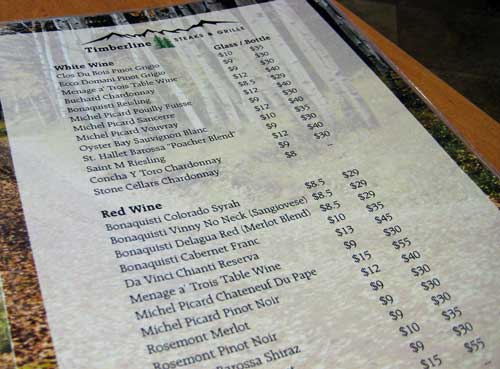 Timberline STEAKS & GRILLE
Glass / Bottle
White Wine
Clos Du Bois Pinot Grigio $10 $35
Ecco Domani Pinot Grigio $9 $30
Menage a' Trois Table Wine $9 $30
Buchard Chardonnay $12 $40
Bonaquisti Reisling $8.5 $29
Michel Picard Pouilly Fuisse $12 $40
Michel Picard Sancerre $9 $30
Michel Picard Vouvray $12 $40
Oyster Bay Sauvignon Blanc $10 $35
St. Hallet Barossa "Poacher Blend" $9 $30
Saint M Riesling $12 $40
Concha Y Toro Chardonnay $9 $30
Stone Cellars Chardonnay $8 --
Red Wine
Bonaquisti Colorado Syrah $8.5 $29
Bonaquisti Vinny No Neck (Sangiovese) $8.5 $29
Bonaquisti Delagua Red (Merlot Blend) $8.5 $29
Bonaquisti Cabernet Franc $10 $35
Da Vinci Chianti Reserva $13 $45
Menage a' Trois Table Wine $9 $30
Michel Picard Chateneuf Du Pape $15 $55
Michel Picard Pinot Noir $12 $40
Rosemont Merlot $9 $30
Rosemont Pinot Noir $9 $30
Barossa Shiraz $10 $35
$9 $30
$15 $55